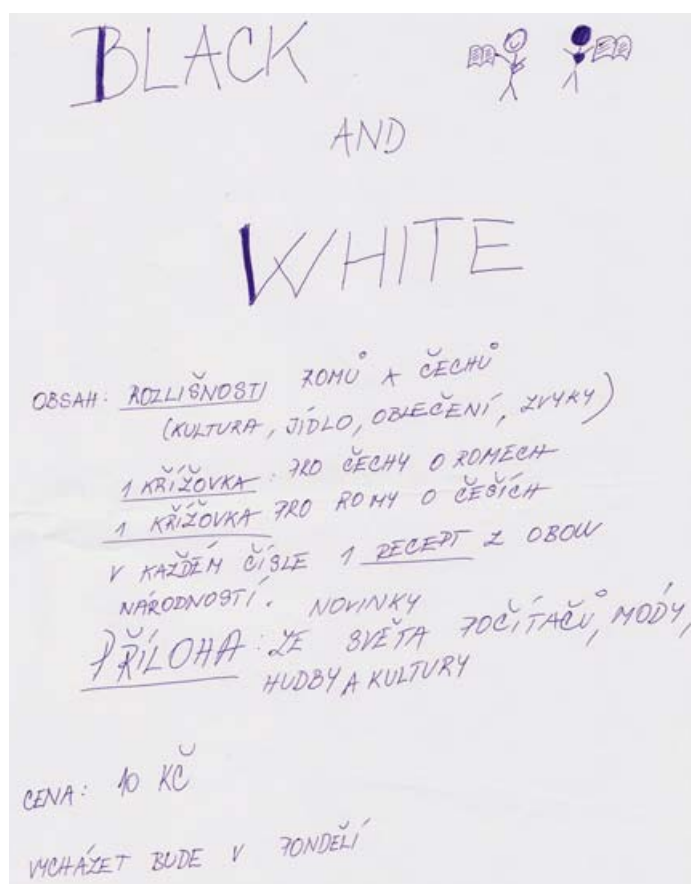 BLACK
AND
WHITE
OBSAH: ROZLIŠNOSTI ROMŮ A ČECHŮ
(KULTURA, JÍDLO, OBLEČENÍ, ZVYKY)
1 KŘÍŽOVKA : PRO ČECHY O ROMECH
1 KŘÍŽOVKA PRO ROMY O ČEŠÍCH
V KAŽDÉM ČÍSLE 1 RECEPT Z OBOU
NÁRODNOSTÍ. NOVINKY
PŘÍLOHA: ZE SVĚTA POČÍTAČŮ, MÓDY,
HUDBY A KULTURY
CENA: 10 KČ
VYCHÁZET BUDE V PONDĚLÍ